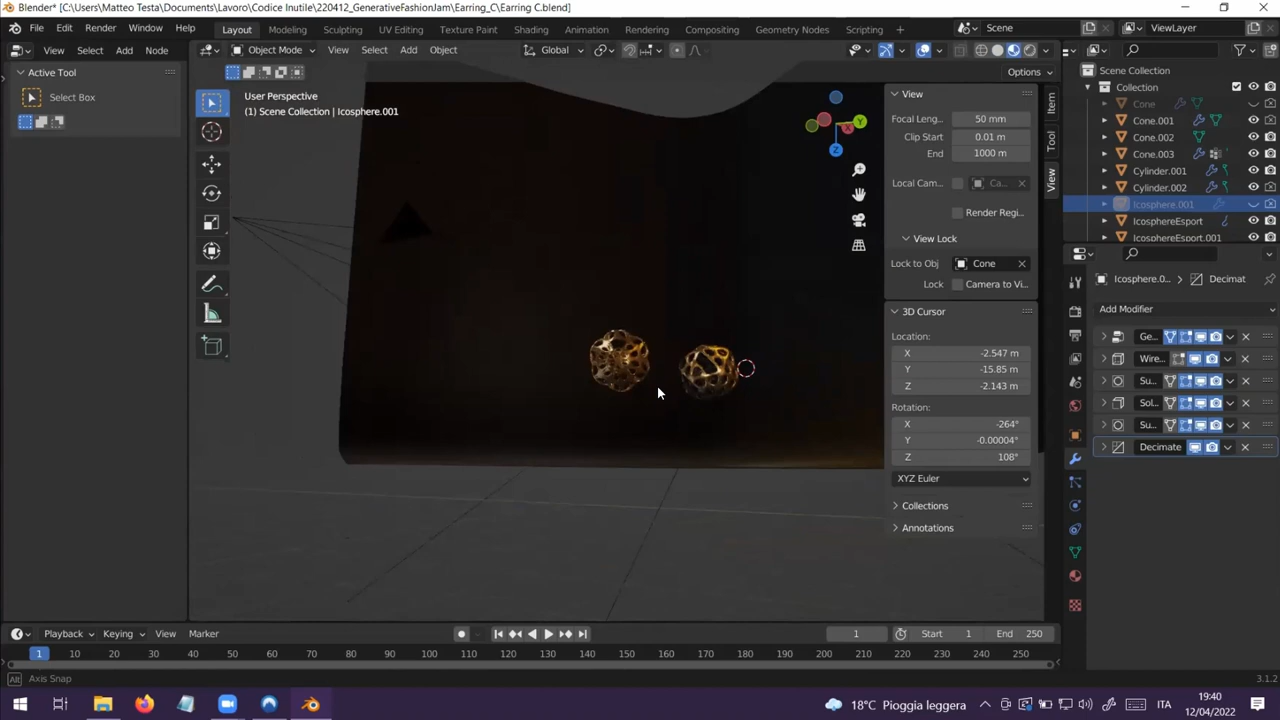 Blender* [C:\Users\Matteo Testa\Documents\Lavoro\Codice Inutile\220412_GenerativeFashionJam\Earring_C\Earring C.blend]
File Edit Render Window Help Layout Modeling Sculpting UV Editing Texture Paint Shading Animation Rendering Compositing Geometry Nodes Scripting + Scene ViewLayer
View Select Add Node Object Mode View Select Add Object Global
Options
Active Tool
Select Box
User Perspective
(1) Scene Collection | Icosphere.001
X Y Z
View
Focal Leng... 50 mm
Clip Start 0.01 m
End 1000 m
Local Cam... Ca...
Render Regi...
View Lock
Lock to Obj Cone
Lock Camera to Vi...
3D Cursor
Location:
X -2.547 m
Y -15.85 m
Z -2.143 m
Rotation:
X -264°
Y -0.00004°
Z 108°
XYZ Euler
Collections
Annotations
Item
Tool
View
Scene Collection
Collection
Cone
Cone.001
Cone.002
Cone.003
Cylinder.001
Cylinder.002
Icosphere.001
IcosphereEsport
IcosphereEsport.001
Icosphere.0... Decimat
Add Modifier
Ge...
Wire...
Su...
Sol...
Su...
Decimate
Playback Keying View Marker 1 Start 1 End 250
1 10 20 30 40 50 60 70 80 90 100 110 120 130 140 150 160 170 180 190 200 210 220 230 240 250
Alt Axis Snap 3.1.2
18°C Pioggia leggera ITA 19:40
12/04/2022